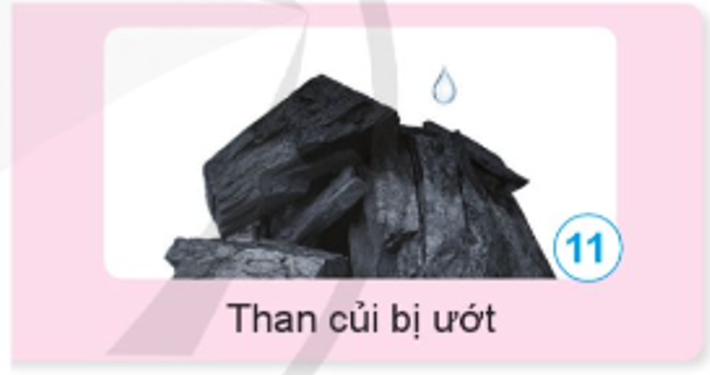 11
Than củi bị ướt